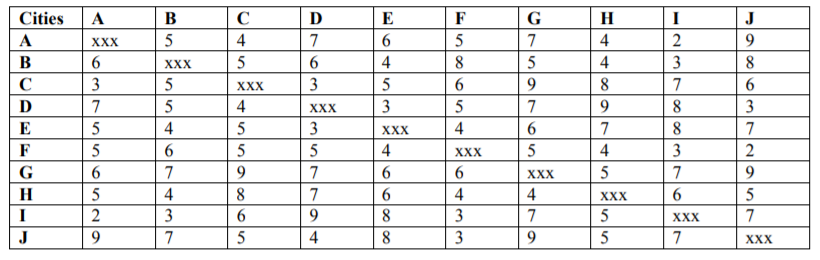 Cities A B C D E F G H I J
A xxx 5 4 7 6 5 7 4 2 9
B 6 xxx 5 6 4 8 5 4 3 8
C 3 5 xxx 3 5 6 9 8 7 6
D 7 5 4 xxx 3 5 7 9 8 3
E 5 4 5 3 xxx 4 6 7 8 7
F 5 6 5 5 4 xxx 5 4 3 2
G 6 7 9 7 6 6 xxx 5 7 9
H 5 4 8 7 6 4 4 xxx 6 5
I 2 3 6 9 8 3 7 5 xxx 7
J 9 7 5 4 8 3 9 5 7 xxx